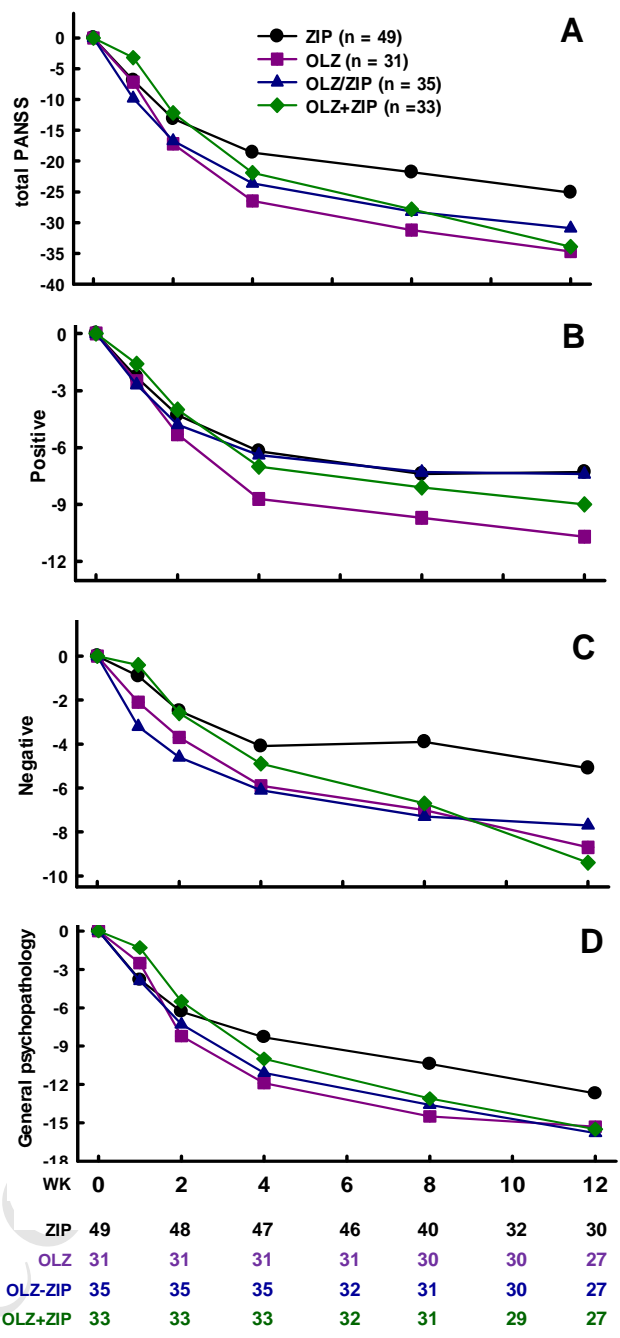 A
ZIP (n = 49)
OLZ (n = 31)
OLZ/ZIP (n = 35)
OLZ+ZIP (n =33)
total PANSS
0
-5
-10
-15
-20
-25
-30
-35
-40
B
Positive
0
-3
-6
-9
-12
C
Negative
0
-2
-4
-6
-8
-10
D
General psychopathology
0
-3
-6
-9
-12
-15
-18
WK 0 2 4 6 8 10 12
ZIP 49 48 47 46 40 32 30
OLZ 31 31 31 31 30 30 27
OLZ-ZIP 35 35 35 32 31 30 27
OLZ+ZIP 33 33 33 32 31 29 27